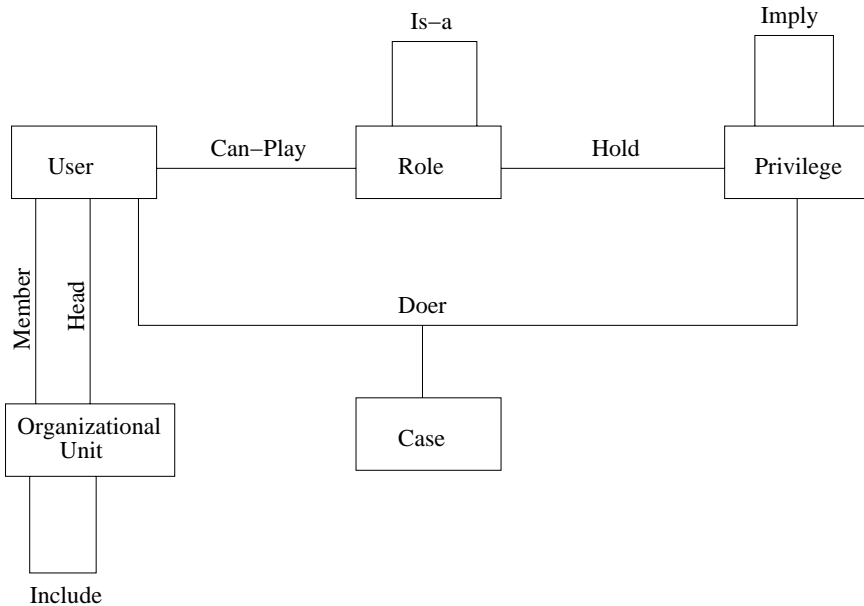 Is–a
Imply
User
Can–Play
Role
Hold
Privilege
Member
Head
Doer
Organizational
Unit
Case
Include